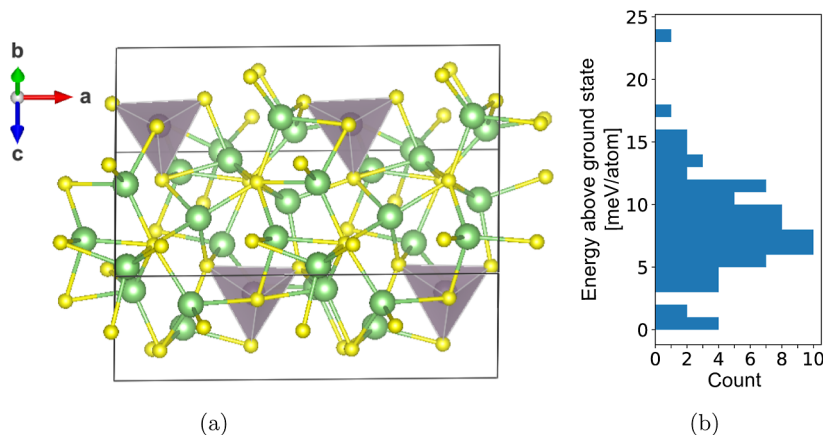 b
a
c
Energy above ground state
[meV/atom]
25
20
15
10
5
0
0 2 4 6 8 10
Count
(a)
(b)